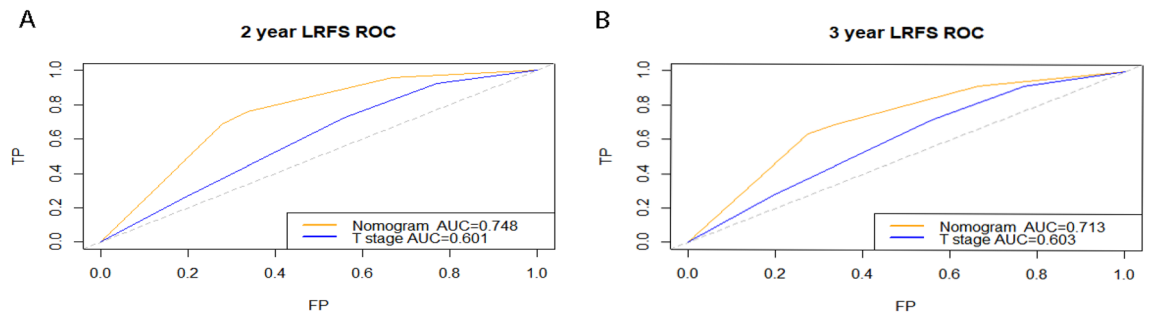 A
2 year LRFS ROC
TP
1.0
0.8
0.6
0.4
0.2
0.0
Nomogram AUC=0.748
T stage AUC=0.601
0.0 0.2 0.4 0.6 0.8 1.0
FP
B
3 year LRFS ROC
TP
1.0
0.8
0.6
0.4
0.2
0.0
Nomogram AUC=0.713
T stage AUC=0.603
0.0 0.2 0.4 0.6 0.8 1.0
FP